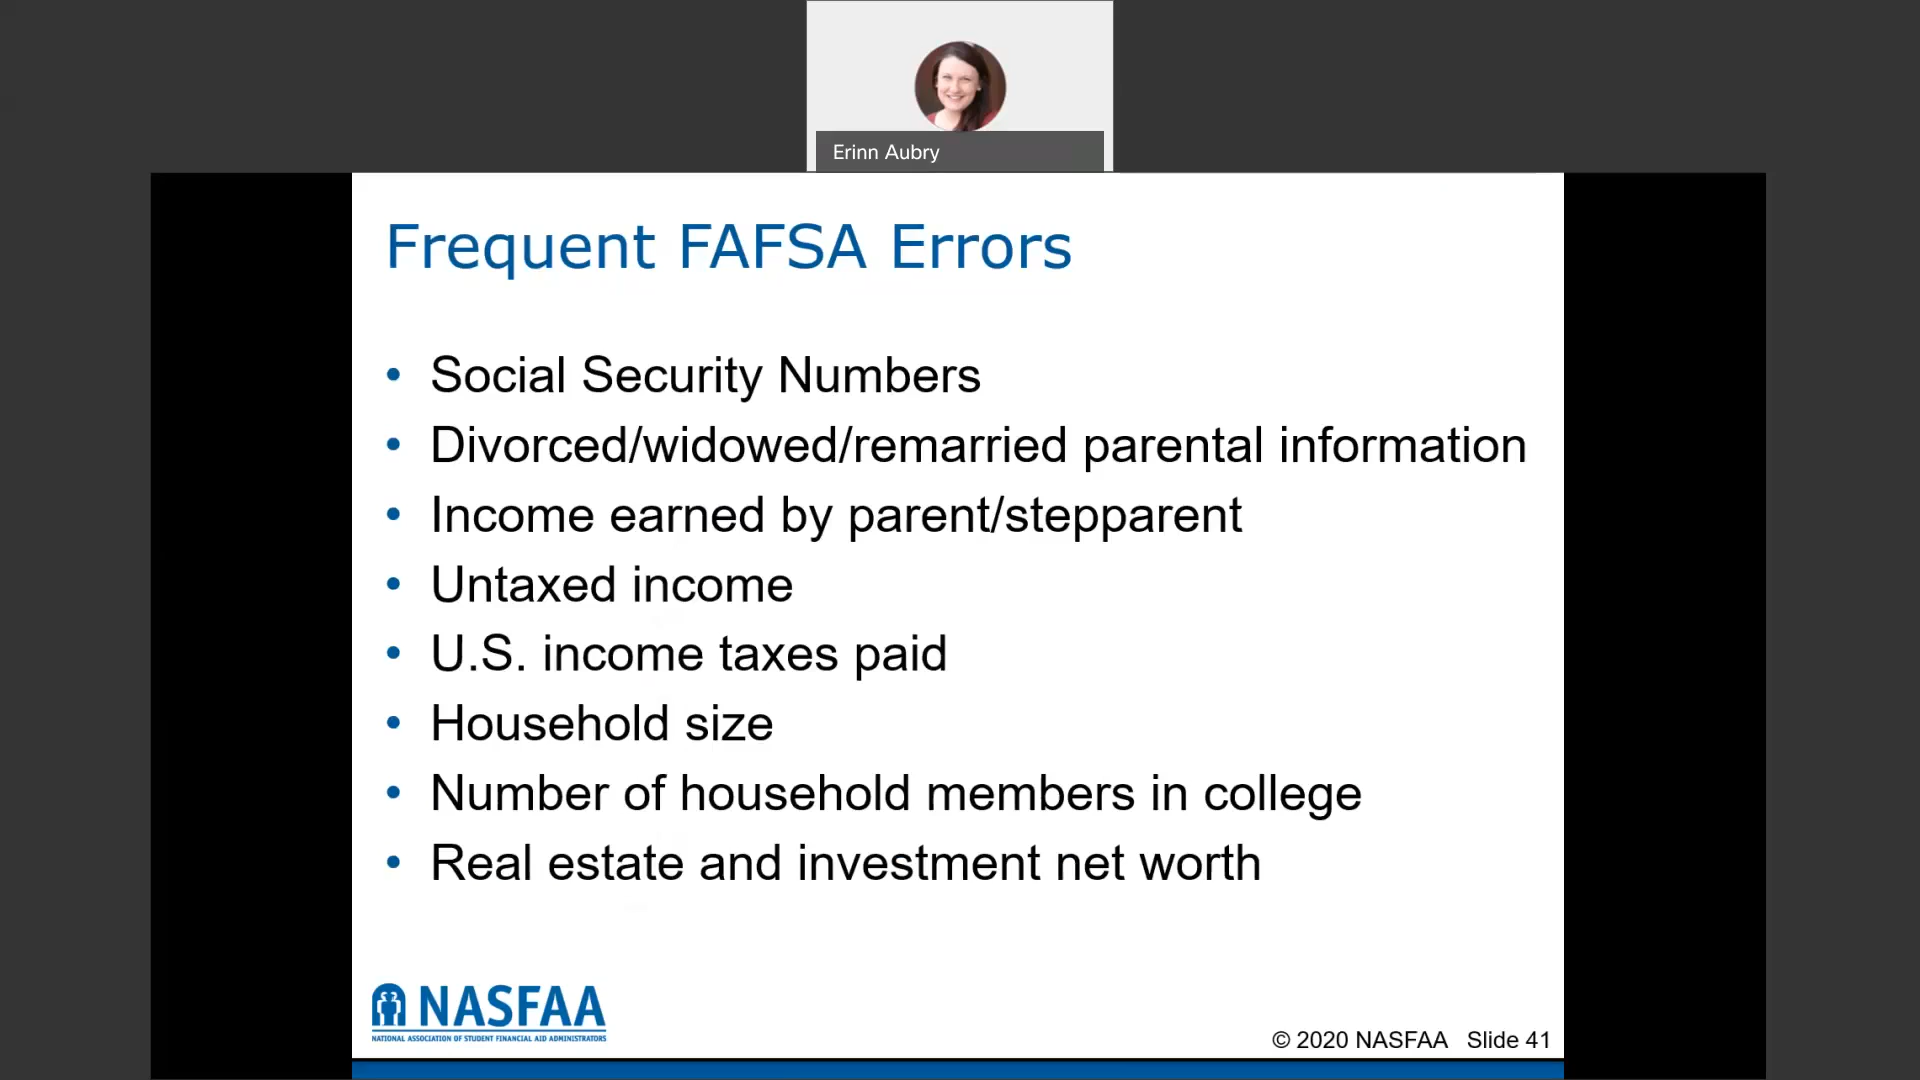 Erinn Aubry
Frequent FAFSA Errors
• Social Security Numbers
• Divorced/widowed/remarried parental information
• Income earned by parent/stepparent
• Untaxed income
• U.S. income taxes paid
• Household size
• Number of household members in college
• Real estate and investment net worth
NASFAA
NATIONAL ASSOCIATION OF STUDENT FINANCIAL AID ADMINISTRATORS
© 2020 NASFAA Slide 41